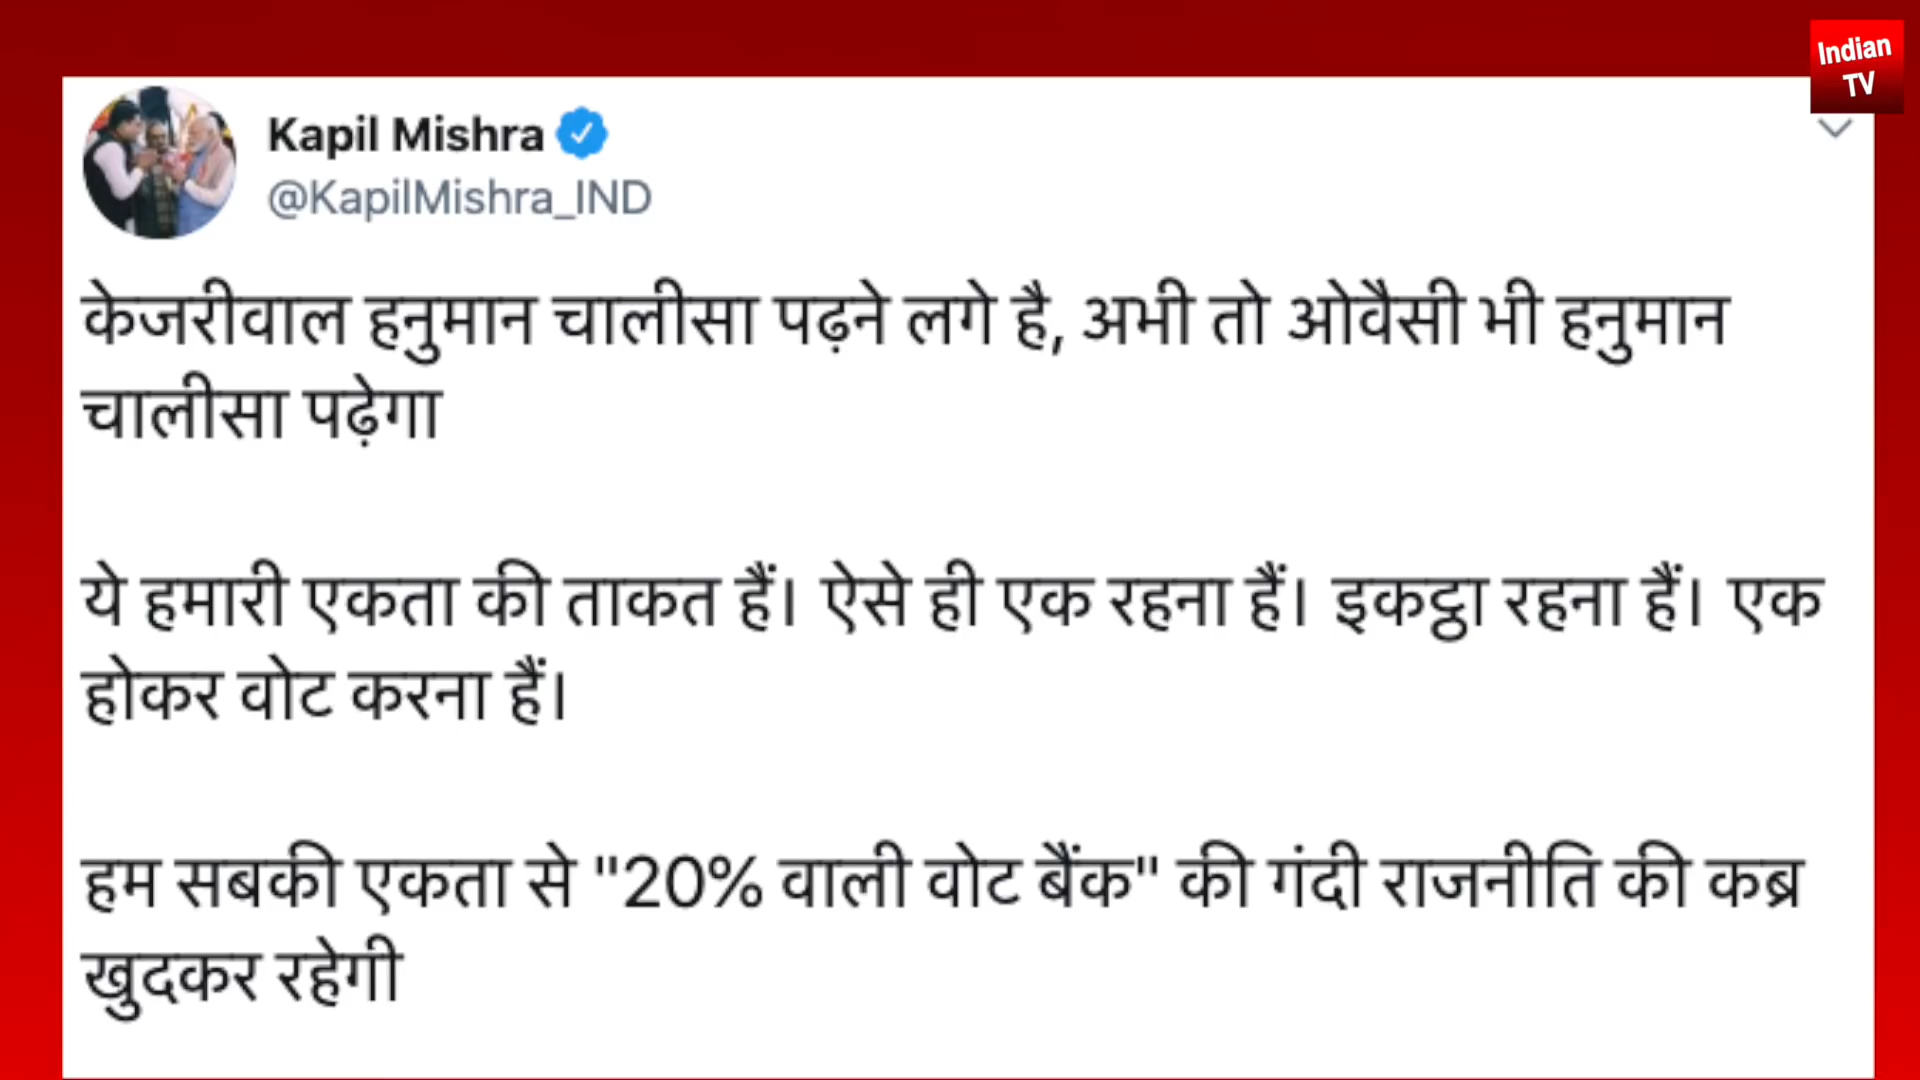 Indian
TV
Kapil Mishra
@KapilMishra_IND
केजरीवाल हनुमान चालीसा पढ़ने लगे है, अभी तो ओवैसी भी हनुमान
चालीसा पढ़ेगा
ये हमारी एकता की ताकत हैं। ऐसे ही एक रहना हैं। इकट्ठा रहना हैं। एक
होकर वोट करना हैं।
हम सबकी एकता से "20% वाली वोट बैंक" की गंदी राजनीति की कब्र
खुदकर रहेगी